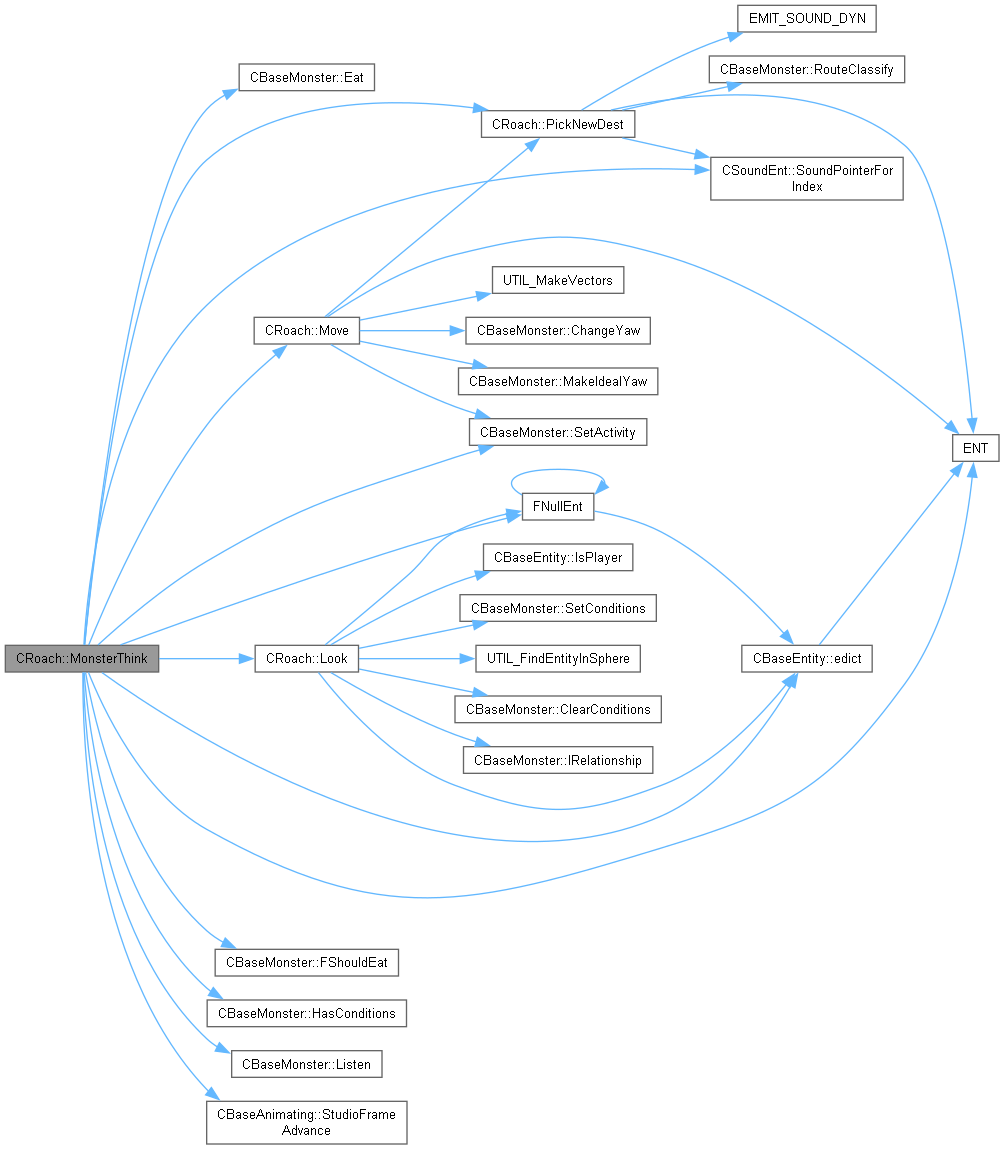 EMIT_SOUND_DYN
CBaseMonster::Eat
CBaseMonster::RouteClassify
CRoach::PickNewDest
CSoundEnt::SoundPointerFor
Index
UTIL_MakeVectors
CRoach::Move
CBaseMonster::ChangeYaw
CBaseMonster::MakeIdealYaw
CBaseMonster::SetActivity
ENT
FNullEnt
CBaseEntity::IsPlayer
CBaseMonster::SetConditions
CRoach::MonsterThink
CRoach::Look
UTIL_FindEntityInSphere
CBaseEntity::edict
CBaseMonster::ClearConditions
CBaseMonster::IRelationship
CBaseMonster::FShouldEat
CBaseMonster::HasConditions
CBaseMonster::Listen
CBaseAnimating::StudioFrame
Advance